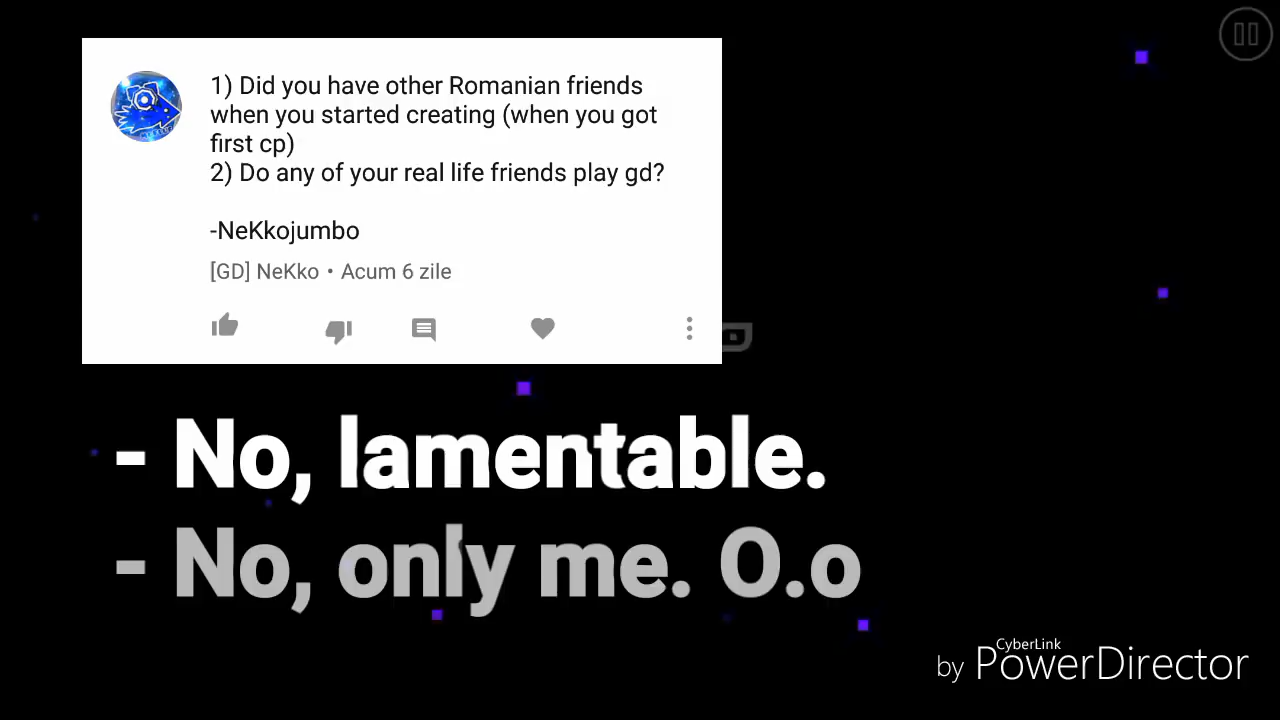 1) Did you have other Romanian friends
when you started creating (when you got
first cp)
2) Do any of your real life friends play gd?
-NeKkojumbo
[GD] NeKko • Acum 6 zile
- No, lamentable.
- No, only me. O.o
CyberLink
by PowerDirector